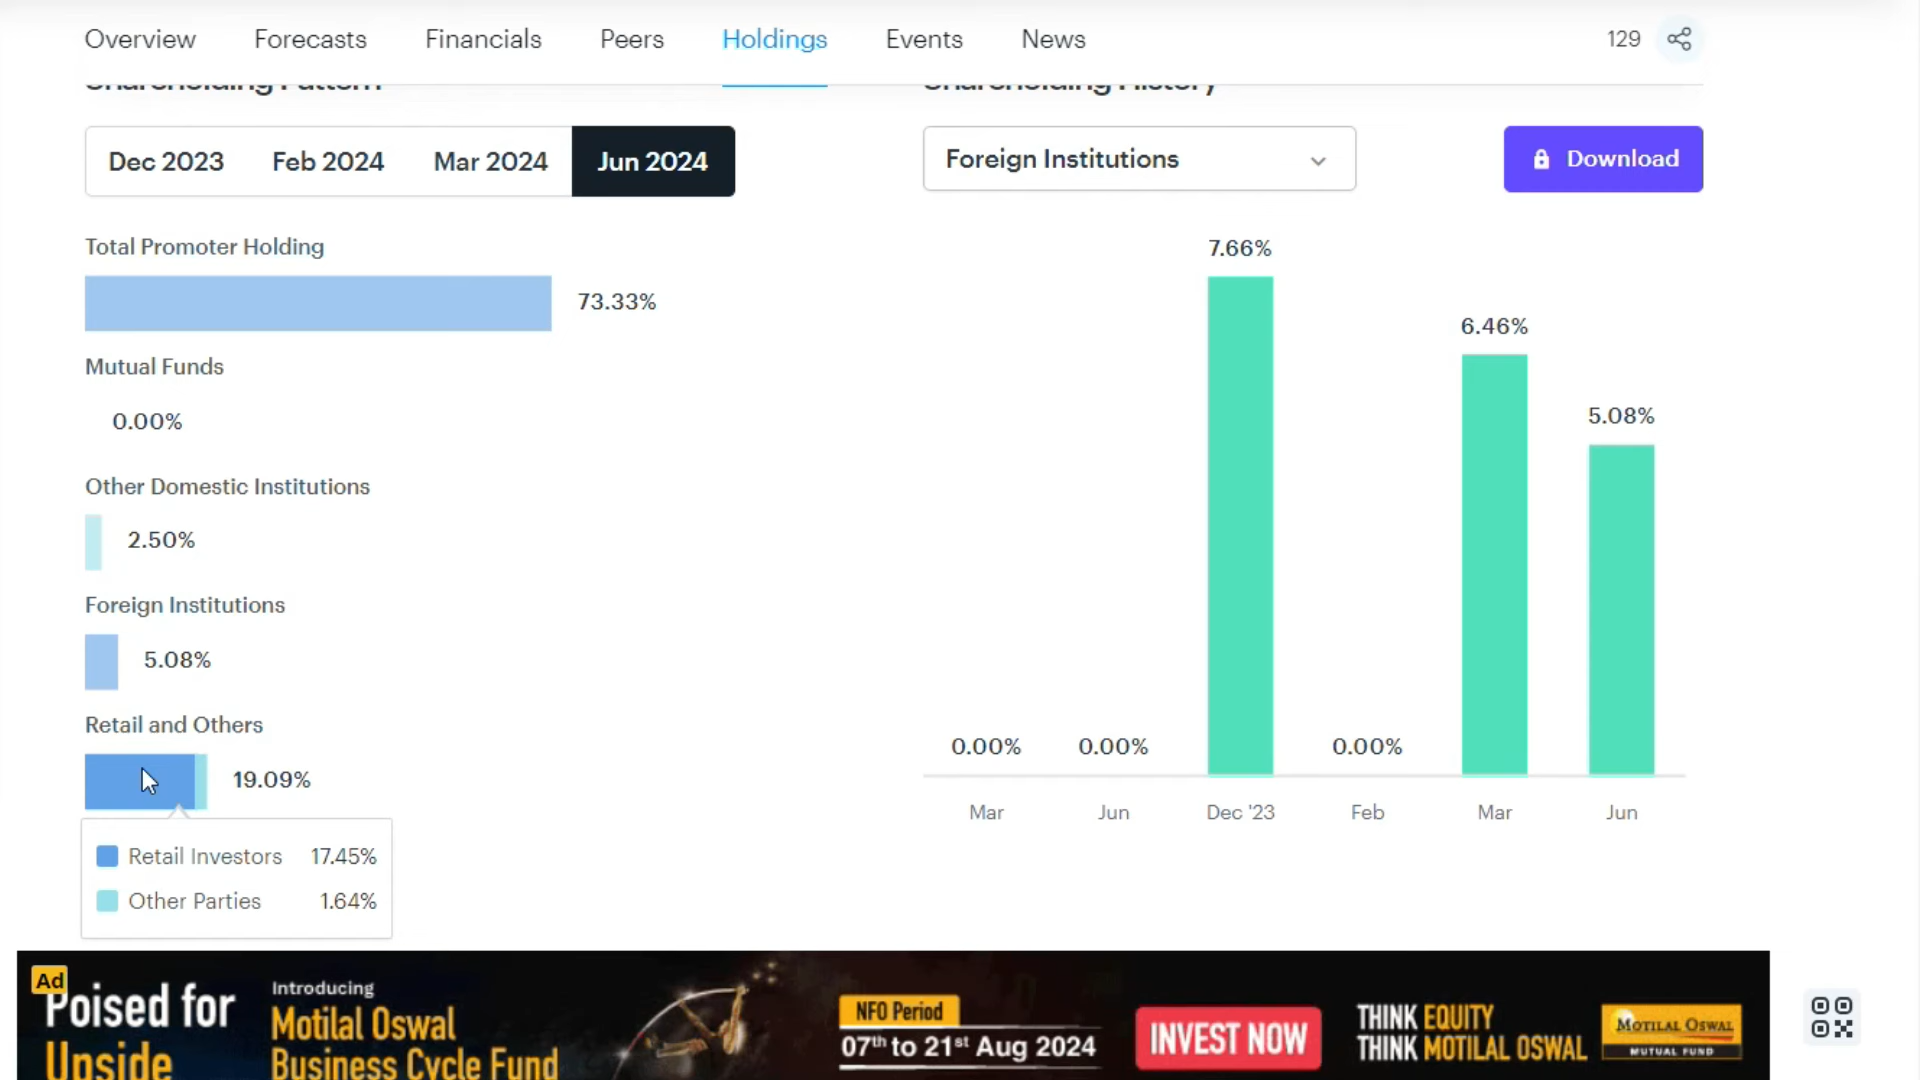 Overview Forecasts Financials Peers Holdings Events News 129
Shareholding Pattern Shareholding History
Dec 2023 Feb 2024 Mar 2024 Jun 2024
Foreign Institutions
Download
Total Promoter Holding
73.33%
Mutual Funds
0.00%
Other Domestic Institutions
2.50%
Foreign Institutions
5.08%
Retail and Others
19.09%
Retail Investors 17.45%
Other Parties 1.64%
7.66%
6.46%
5.08%
0.00% 0.00% 0.00%
Mar Jun Dec '23 Feb Mar Jun
Ad
Poised for
Upside
Introducing
Motilal Oswal
Business Cycle Fund
NFO Period
07th to 21st Aug 2024
INVEST NOW
THINK EQUITY
THINK MOTILAL OSWAL
MOTILAL OSWAL
MUTUAL FUND